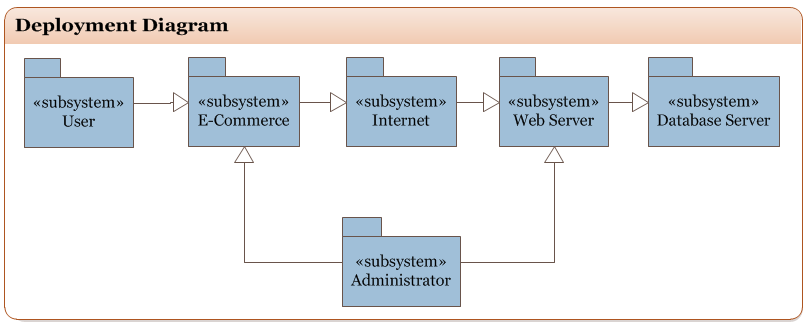 Deployment Diagram
«subsystem»
User
«subsystem»
E-Commerce
«subsystem»
Internet
«subsystem»
Web Server
«subsystem»
Database Server
«subsystem»
Administrator